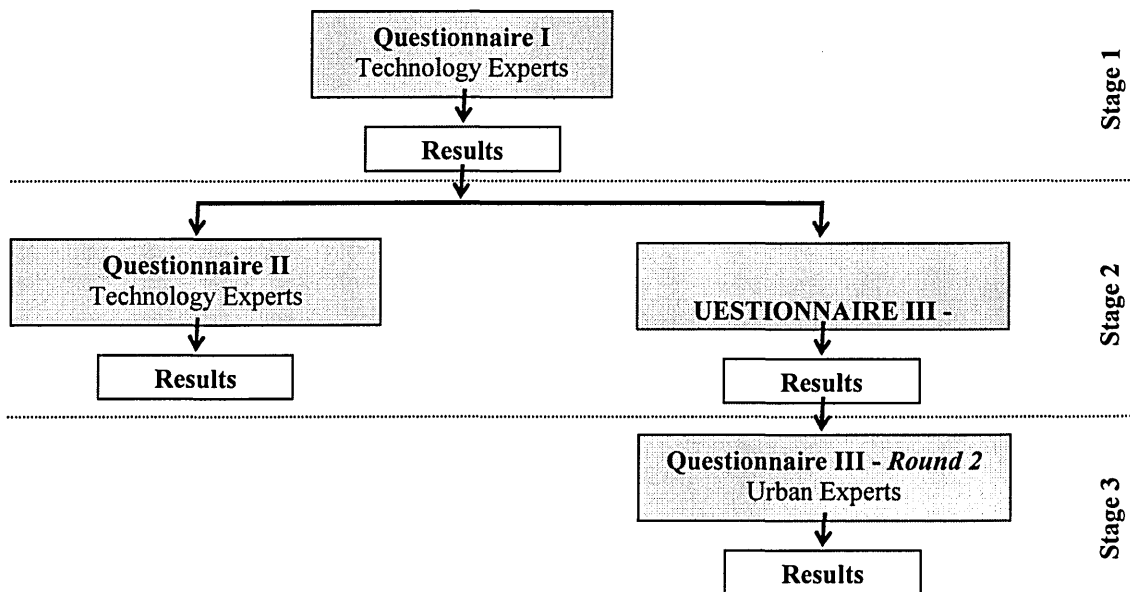 Questionnaire I
Technology Experts
Results
Stage 1
Questionnaire II
Technology Experts
UESTIONNAIRE III -
Results
Results
Stage 2
Questionnaire III - Round 2
Urban Experts
Results
Stage 3